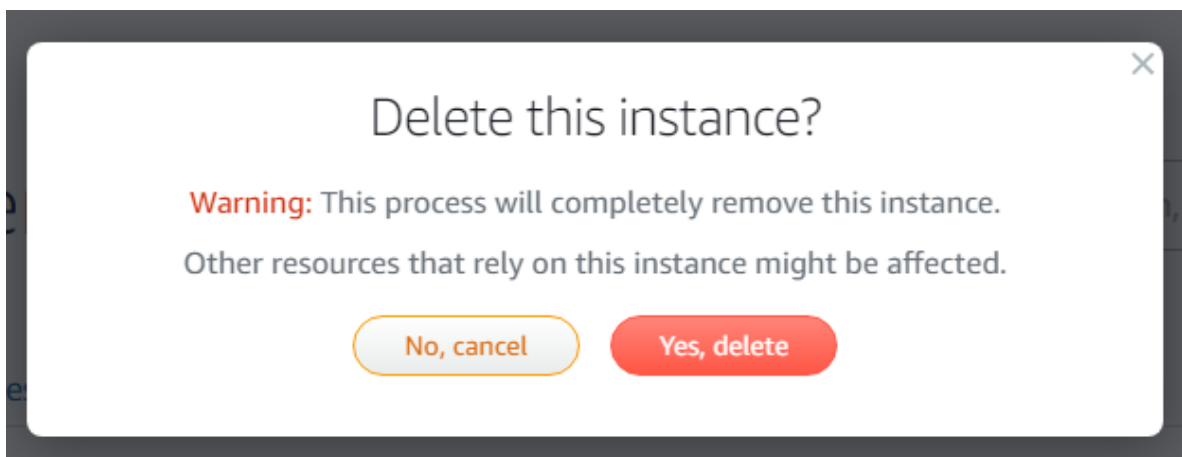 Delete this instance?
Warning: This process will completely remove this instance.
Other resources that rely on this instance might be affected.
No, cancel
Yes, delete